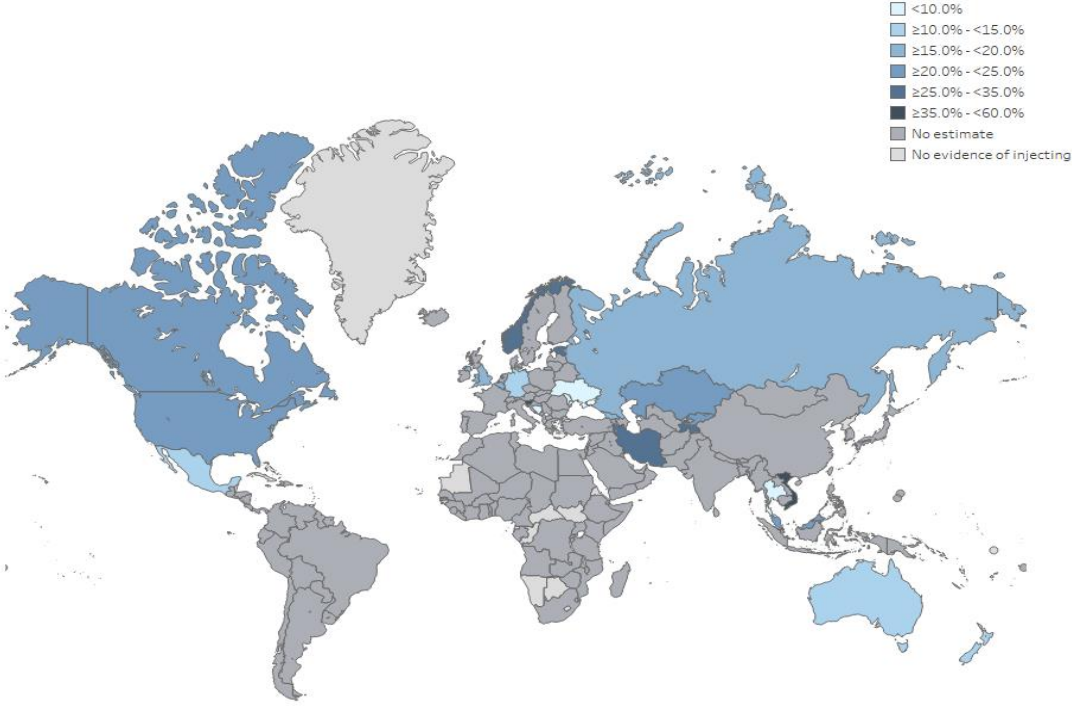 <10.0%
≥10.0% - <15.0%
≥15.0% - <20.0%
≥20.0% - <25.0%
≥25.0% - <35.0%
≥35.0% - <60.0%
No estimate
No evidence of injecting